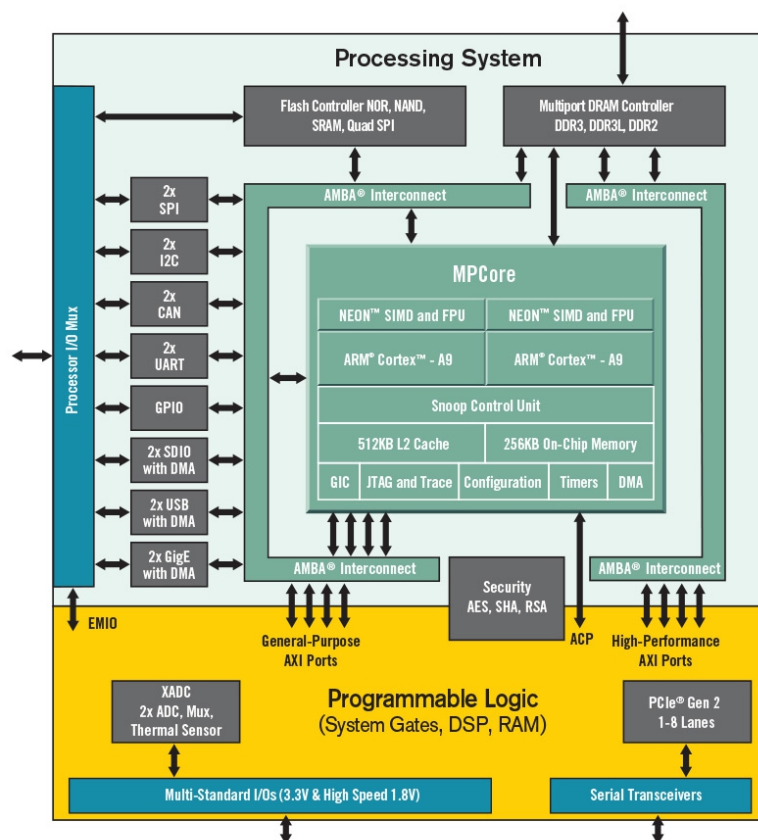 Processing System
Flash Controller NOR, NAND,
SRAM, Quad SPI
Multiport DRAM Controller
DDR3, DDR3L, DDR2
Processor I/O Mux
2x
SPI
2x
I2C
2x
CAN
2x
UART
GPIO
2x SDIO
with DMA
2x USB
with DMA
2x GigE
with DMA
AMBA® Interconnect
AMBA® Interconnect
MPCore
NEON™ SIMD and FPU
NEON™ SIMD and FPU
ARM® Cortex™ - A9
ARM® Cortex™ - A9
Snoop Control Unit
512KB L2 Cache
256KB On-Chip Memory
GIC
JTAG and Trace
Configuration
Timers
DMA
AMBA® Interconnect
AMBA® Interconnect
Security
AES, SHA, RSA
EMIO
General-Purpose
AXI Ports
ACP
High-Performance
AXI Ports
Programmable Logic
(System Gates, DSP, RAM)
XADC
2x ADC, Mux,
Thermal Sensor
PCIe® Gen 2
1-8 Lanes
Multi-Standard I/Os (3.3V & High Speed 1.8V)
Serial Transceivers